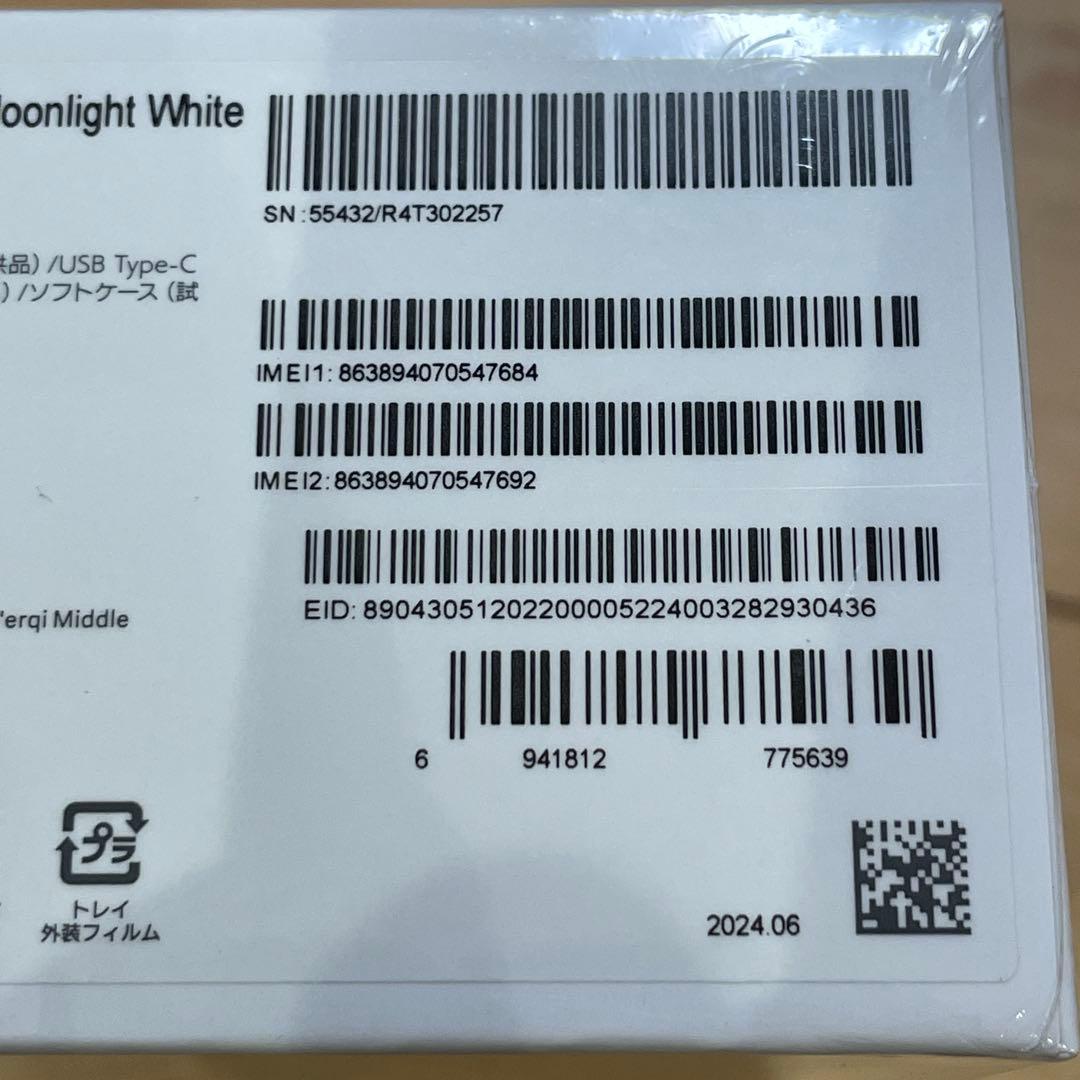 oonlight White
SN:55432/R4T302257
供品）/USB Type-C
）/ソフトケース（試
IMEI1:863894070547684
IMEI2:863894070547692
EID: 89043051202200005224003282930436
'erqi Middle
6 941812 775639
プラ
トレイ
外装フィルム
2024.06